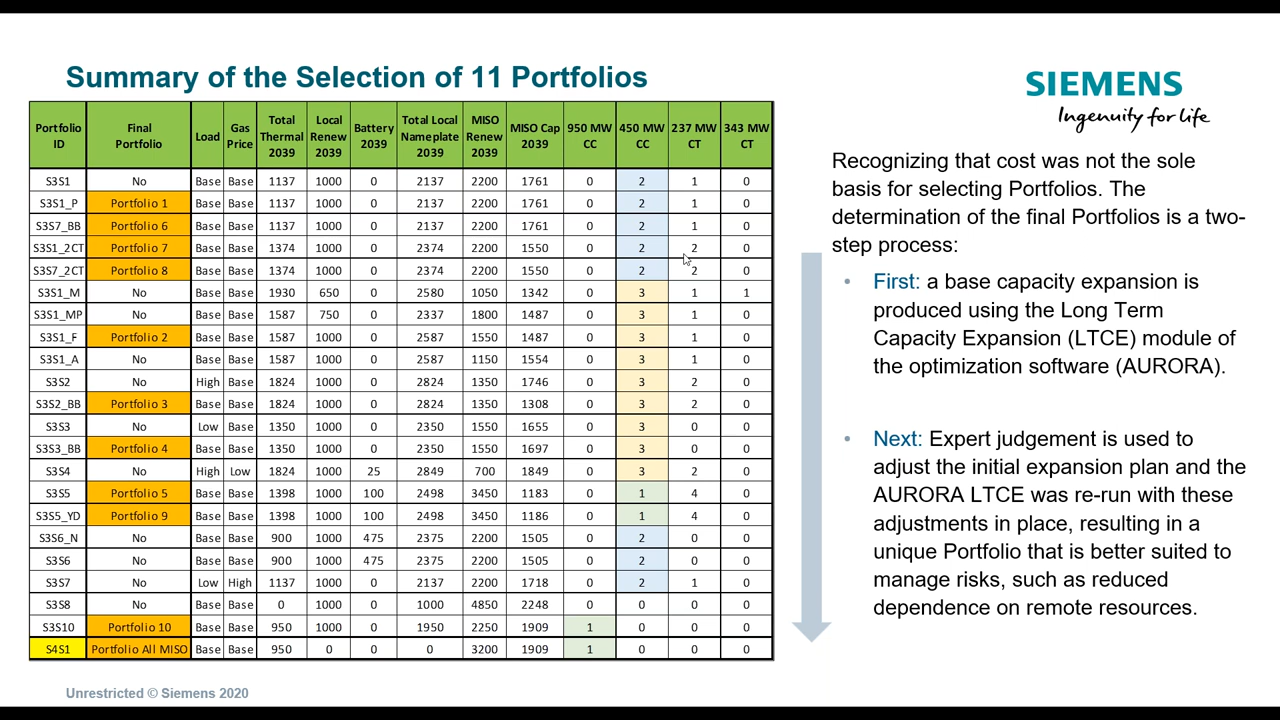 Summary of the Selection of 11 Portfolios
SIEMENS
Ingenuity for life
Portfolio ID Final Portfolio Load Gas Price Total Thermal 2039 Local Renew 2039 Battery 2039 Total Local Nameplate 2039 MISO Renew 2039 MISO Cap 2039 950 MW CC 450 MW CC 237 MW CT 343 MW CT
S3S1 No Base Base 1137 1000 0 2137 2200 1761 0 2 1 0
S3S1_P Portfolio 1 Base Base 1137 1000 0 2137 2200 1761 0 2 1 0
S3S7_BB Portfolio 6 Base Base 1137 1000 0 2137 2200 1761 0 2 1 0
S3S1_2CT Portfolio 7 Base Base 1374 1000 0 2374 2200 1550 0 2 2 0
S3S7_2CT Portfolio 8 Base Base 1374 1000 0 2374 2200 1550 0 2 2 0
S3S1_M No Base Base 1930 650 0 2580 1050 1342 0 3 1 1
S3S1_MP No Base Base 1587 750 0 2337 1800 1487 0 3 1 0
S3S1_F Portfolio 2 Base Base 1587 1000 0 2587 1550 1487 0 3 1 0
S3S1_A No Base Base 1587 1000 0 2587 1150 1554 0 3 1 0
S3S2 No High Base 1824 1000 0 2824 1350 1746 0 3 2 0
S3S2_BB Portfolio 3 Base Base 1824 1000 0 2824 1350 1308 0 3 2 0
S3S3 No Low Base 1350 1000 0 2350 1550 1655 0 3 0 0
S3S3_BB Portfolio 4 Base Base 1350 1000 0 2350 1550 1697 0 3 0 0
S3S4 No High Low 1824 1000 25 2849 700 1849 0 3 2 0
S3S5 Portfolio 5 Base Base 1398 1000 100 2498 3450 1183 0 1 4 0
S3S5_YD Portfolio 9 Base Base 1398 1000 100 2498 3450 1186 0 1 4 0
S3S6_N No Base Base 900 1000 475 2375 2200 1505 0 2 0 0
S3S6 No Base Base 900 1000 475 2375 2200 1505 0 2 0 0
S3S7 No Low High 1137 1000 0 2137 2200 1718 0 2 1 0
S3S8 No Base Base 0 1000 0 1000 4850 2248 0 0 0 0
S3S10 Portfolio 10 Base Base 950 1000 0 1950 2250 1909 1 0 0 0
S4S1 Portfolio All MISO Base Base 950 0 0 0 3200 1909 1 0 0 0
Recognizing that cost was not the sole
basis for selecting Portfolios. The
determination of the final Portfolios is a two-
step process:
• First: a base capacity expansion is
produced using the Long Term
Capacity Expansion (LTCE) module of
the optimization software (AURORA).
• Next: Expert judgement is used to
adjust the initial expansion plan and the
AURORA LTCE was re-run with these
adjustments in place, resulting in a
unique Portfolio that is better suited to
manage risks, such as reduced
dependence on remote resources.
Unrestricted © Siemens 2020